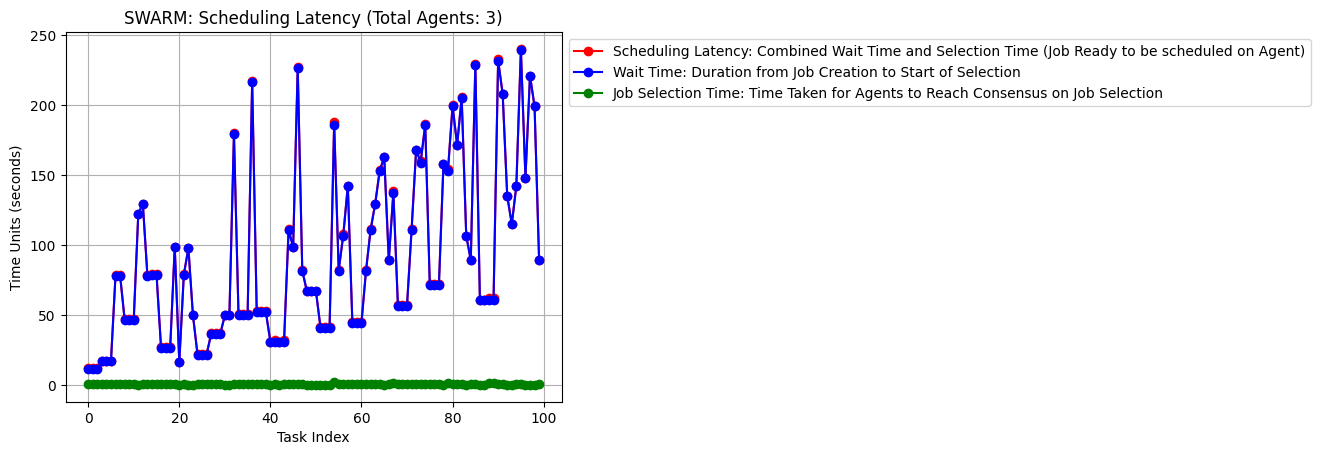 SWARM: Scheduling Latency (Total Agents: 3)
250
200
150
100
50
0
Time Units (seconds)
0 20 40 60 80 100
Task Index
Scheduling Latency: Combined Wait Time and Selection Time (Job Ready to be scheduled on Agent)
Wait Time: Duration from Job Creation to Start of Selection
Job Selection Time: Time Taken for Agents to Reach Consensus on Job Selection